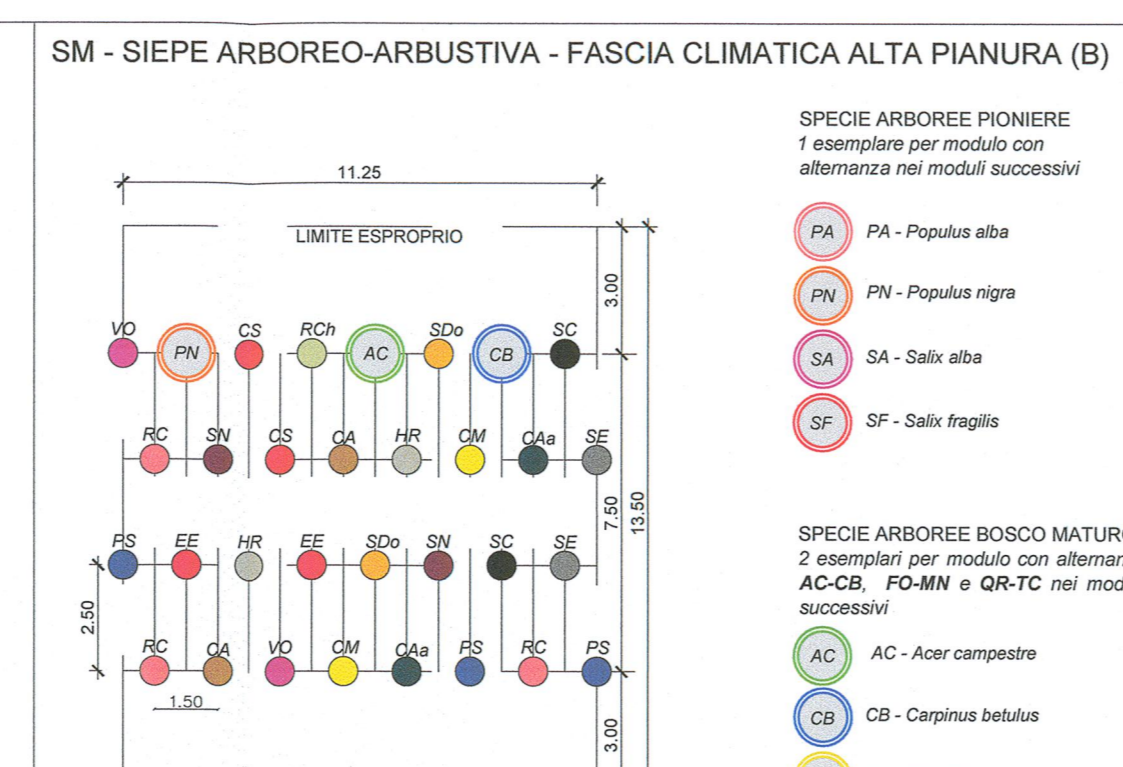 SM - SIEPE ARBOREO-ARBUSTIVA - FASCIA CLIMATICA ALTA PIANURA (B)
11.25
LIMITE ESPROPRIO
3.00
VO PN CS RCh AC SDo CB SC
RC SN CS CA HR CM CAa SE
7.50
13.50
PS EE HR EE SDo SN SC SE
2.50
RC CA VO CM CAa PS RC PS
1.50
3.00
SPECIE ARBOREE PIONIERE
1 esemplare per modulo con
alternanza nei moduli successivi
PA PA - Populus alba
PN PN - Populus nigra
SA SA - Salix alba
SF SF - Salix fragilis
SPECIE ARBOREE BOSCO MATURO
2 esemplari per modulo con
AC-CB, FO-MN e QR-TC nei
successivi
AC AC - Acer campestre
CB CB - Carpinus betulus